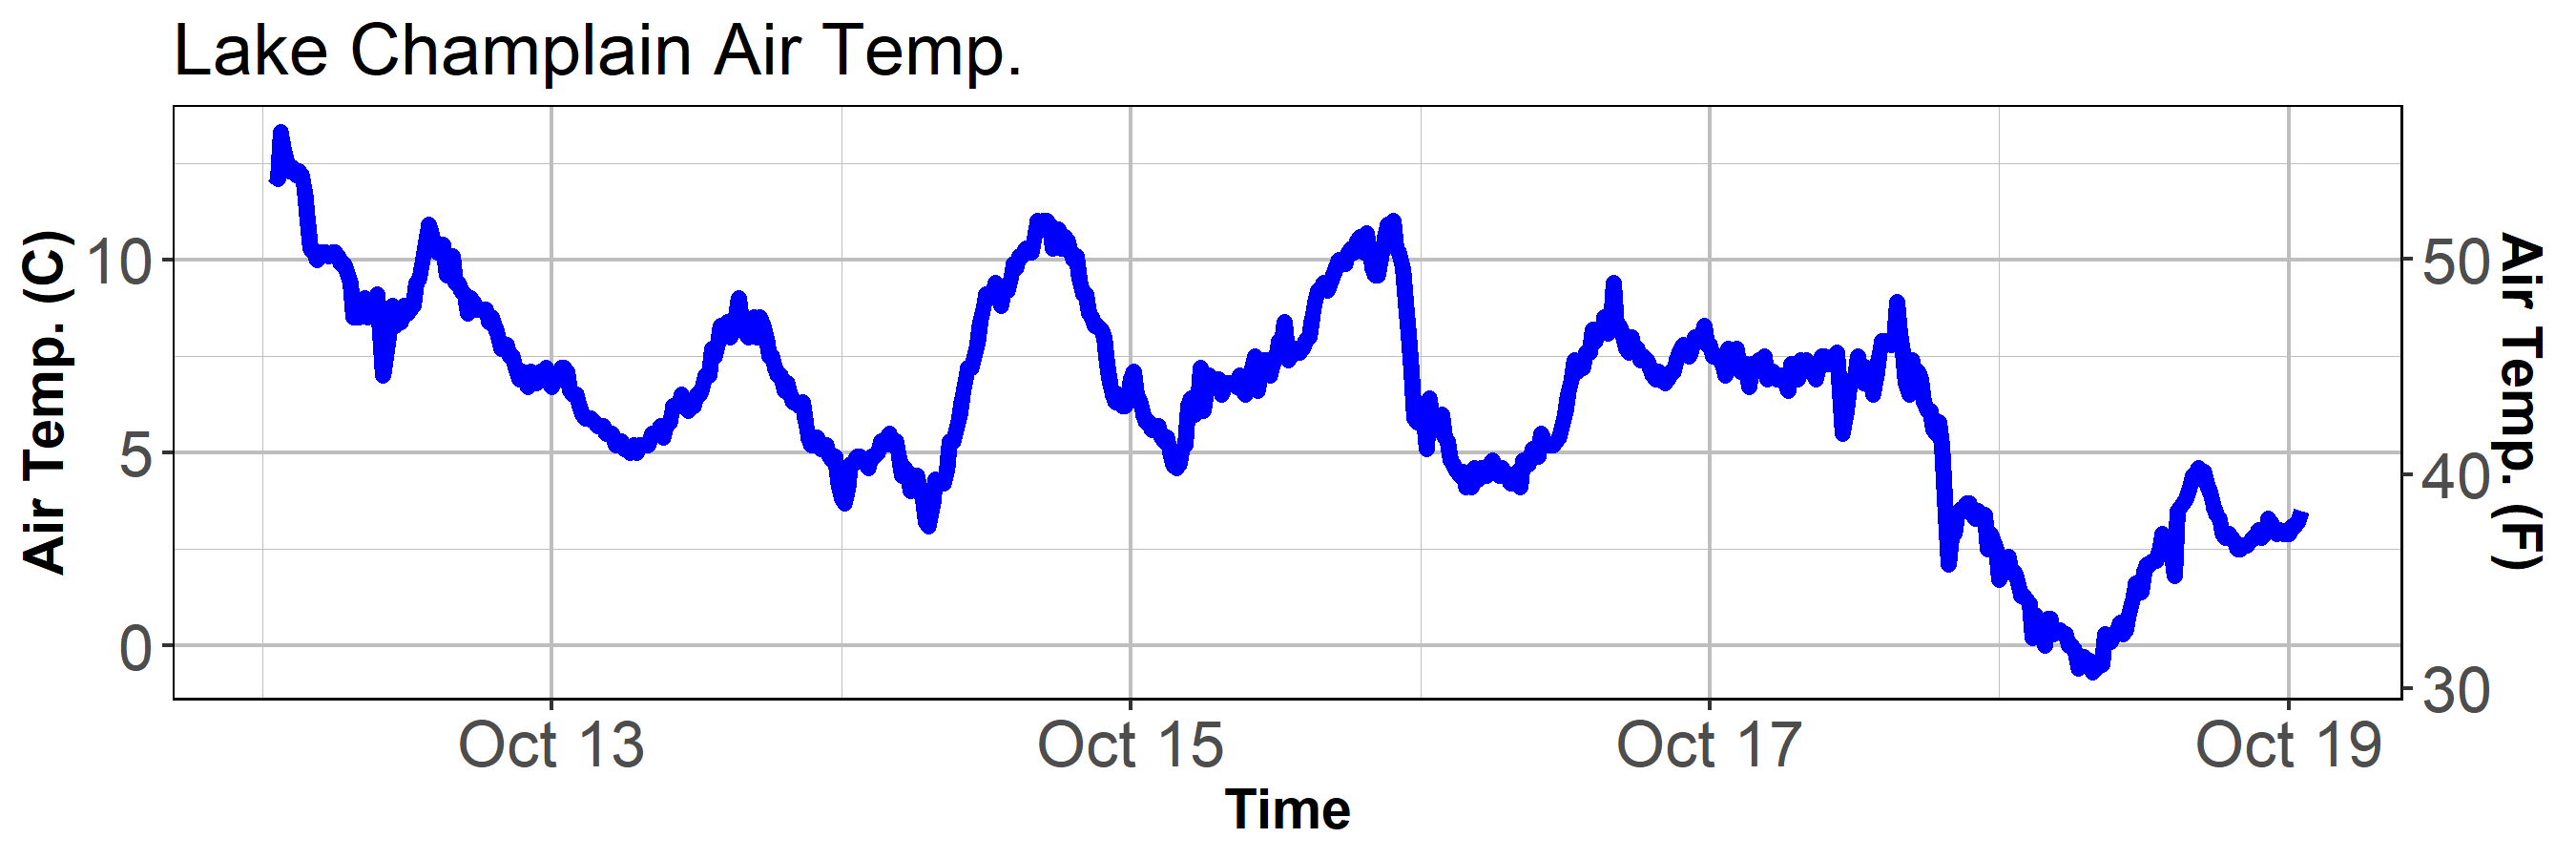 Lake Champlain Air Temp.
Air Temp. (C)
10
5
0
50
40
30
Air Temp. (F)
Oct 13
Oct 15
Oct 17
Oct 19
Time